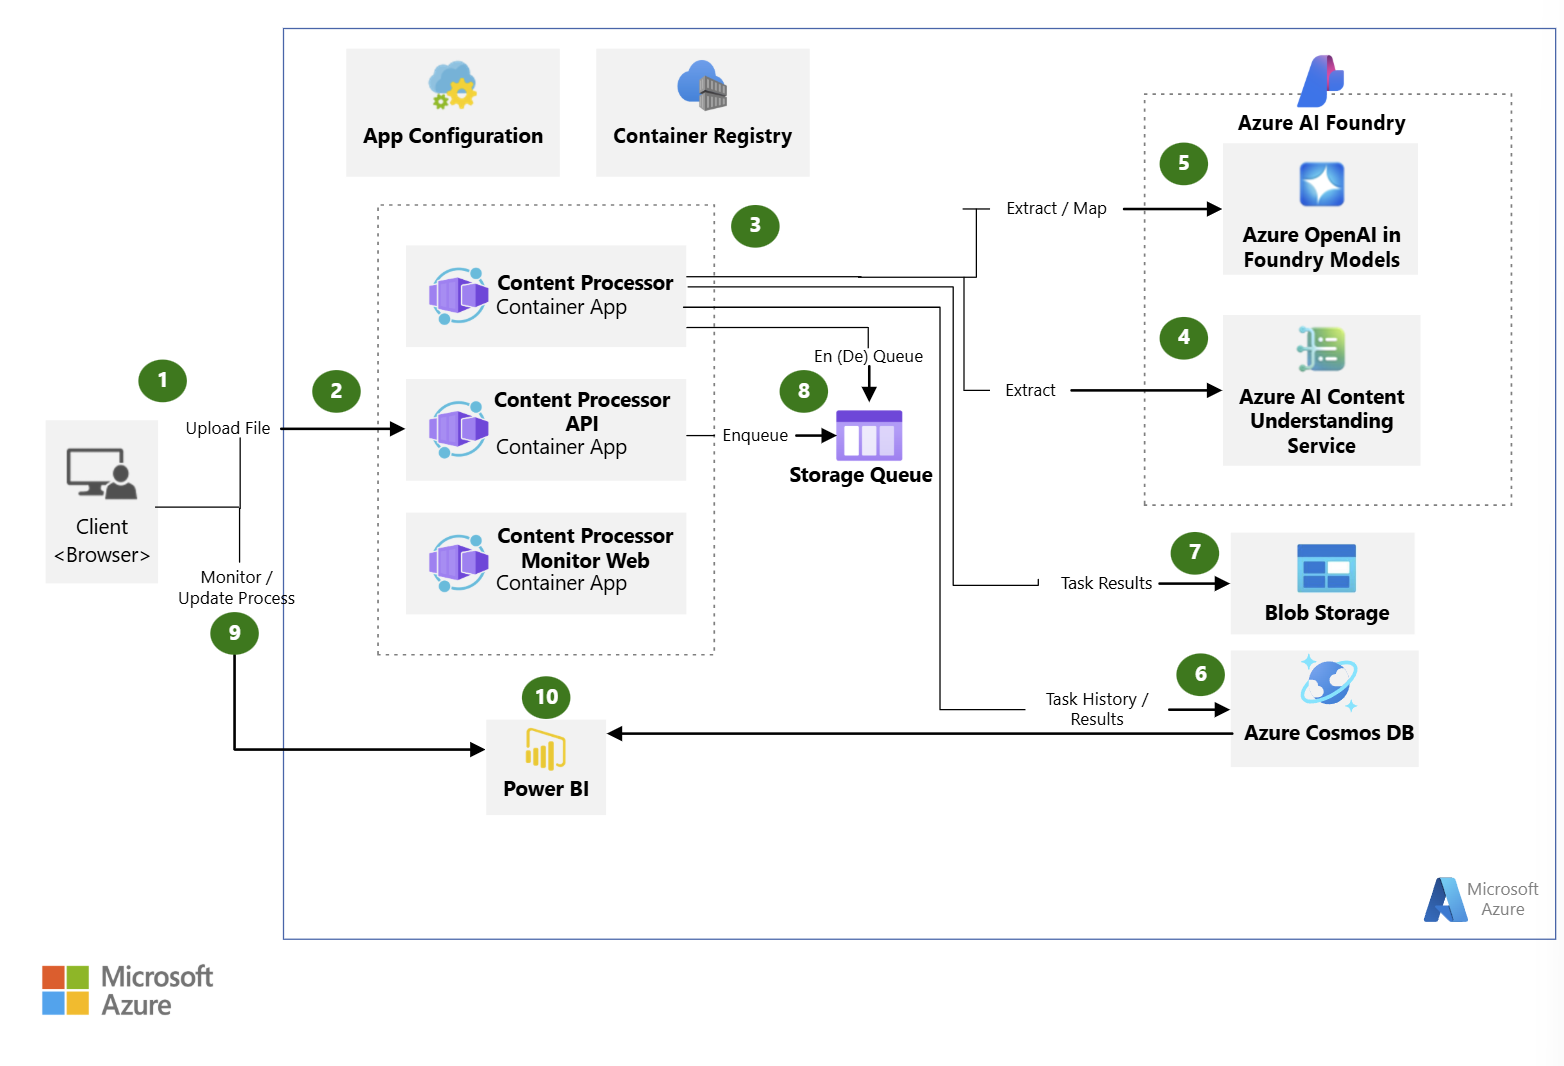 App Configuration
Container Registry
Azure AI Foundry
5
Azure OpenAI in
Foundry Models
Extract / Map
3
Content Processor
Container App
4
Azure AI Content
Understanding
Service
Extract
En (De) Queue
8
1
2
Upload File
Content Processor
API
Container App
Enqueue
Storage Queue
Client
<Browser>
Content Processor
Monitor Web
Container App
Monitor /
Update Process
9
7
Task Results
Blob Storage
6
Task History /
Results
Azure Cosmos DB
10
Power BI
Microsoft
Azure
Microsoft
Azure